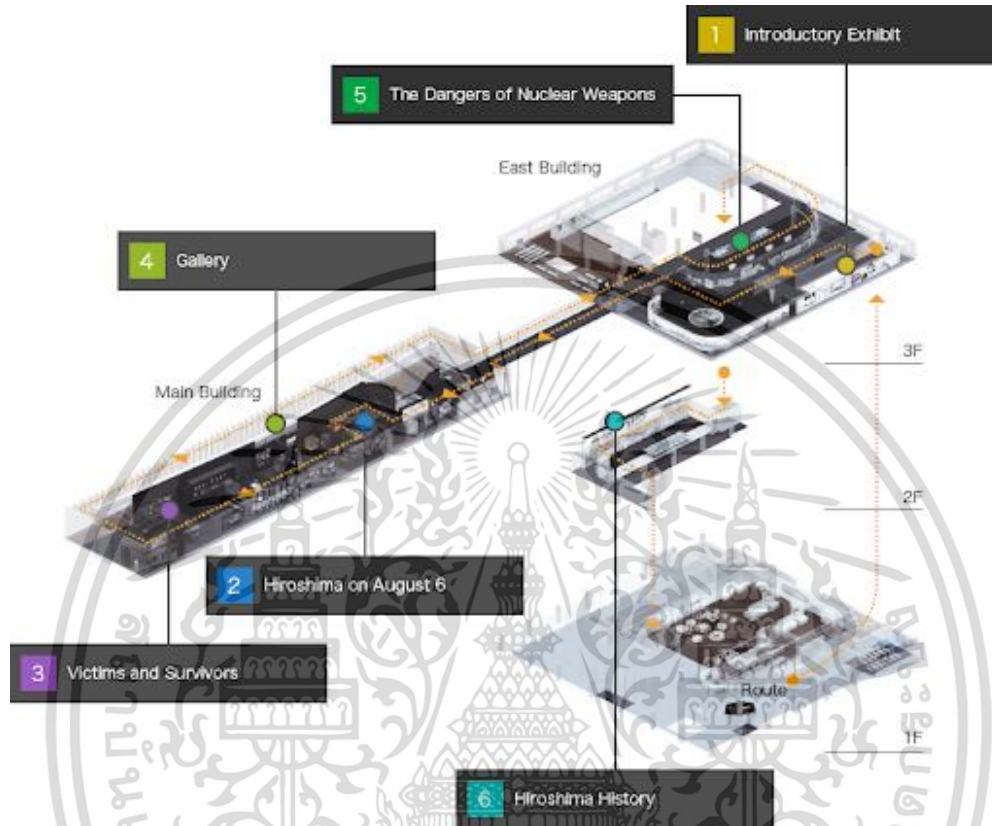 1 Introductory Exhibit
5 The Dangers of Nuclear Weapons
East Building
4 Gallery
3F
Main Building
2F
2 Hiroshima on August 6
3 Victims and Survivors
Route
1F
6 Hiroshima History